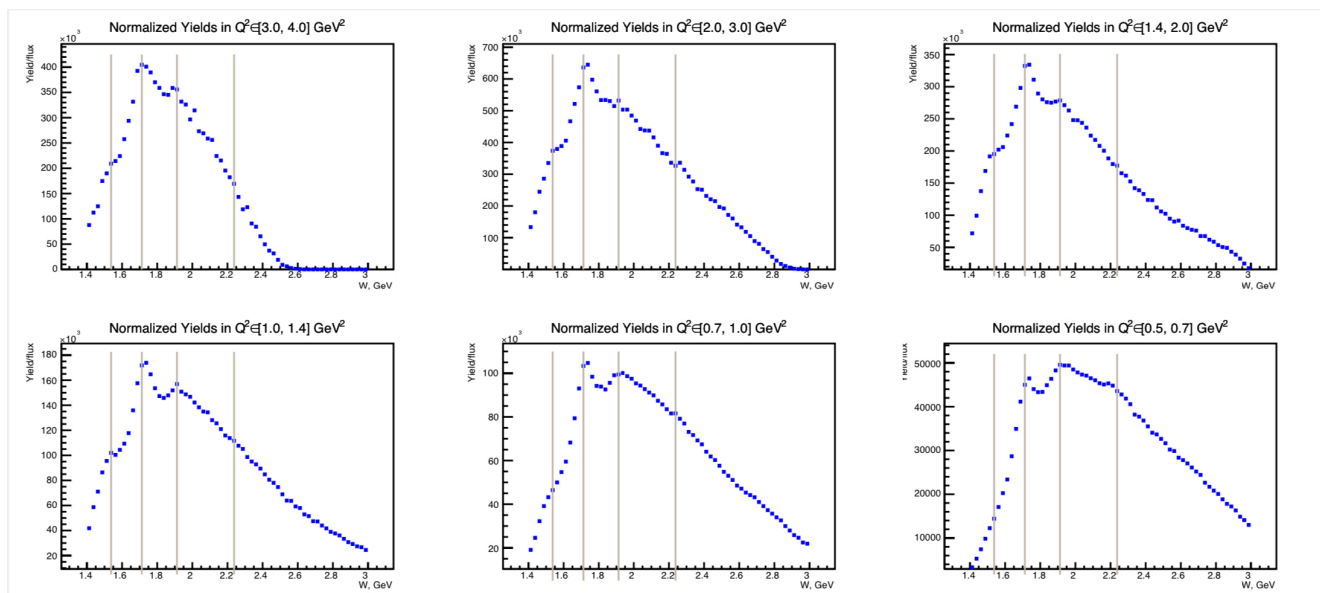 Normalized Yields in Q²∈[3.0, 4.0] GeV²
×10³
Yield/flux
400
350
300
250
200
150
100
50
0
1.4 1.6 1.8 2 2.2 2.4 2.6 2.8 3
W, GeV
Normalized Yields in Q²∈[2.0, 3.0] GeV²
×10³
Yield/flux
700
600
500
400
300
200
100
1.4 1.6 1.8 2 2.2 2.4 2.6 2.8 3
W, GeV
Normalized Yields in Q²∈[1.4, 2.0] GeV²
×10³
Yield/flux
350
300
250
200
150
100
50
1.4 1.6 1.8 2 2.2 2.4 2.6 2.8 3
W, GeV
Normalized Yields in Q²∈[1.0, 1.4] GeV²
×10³
Yield/flux
180
160
140
120
100
80
60
40
20
1.4 1.6 1.8 2 2.2 2.4 2.6 2.8 3
W, GeV
Normalized Yields in Q²∈[0.7, 1.0] GeV²
×10³
Yield/flux
100
80
60
40
20
1.4 1.6 1.8 2 2.2 2.4 2.6 2.8 3
W, GeV
Normalized Yields in Q²∈[0.5, 0.7] GeV²
Yield/flux
50000
40000
30000
20000
10000
1.4 1.6 1.8 2 2.2 2.4 2.6 2.8 3
W, GeV